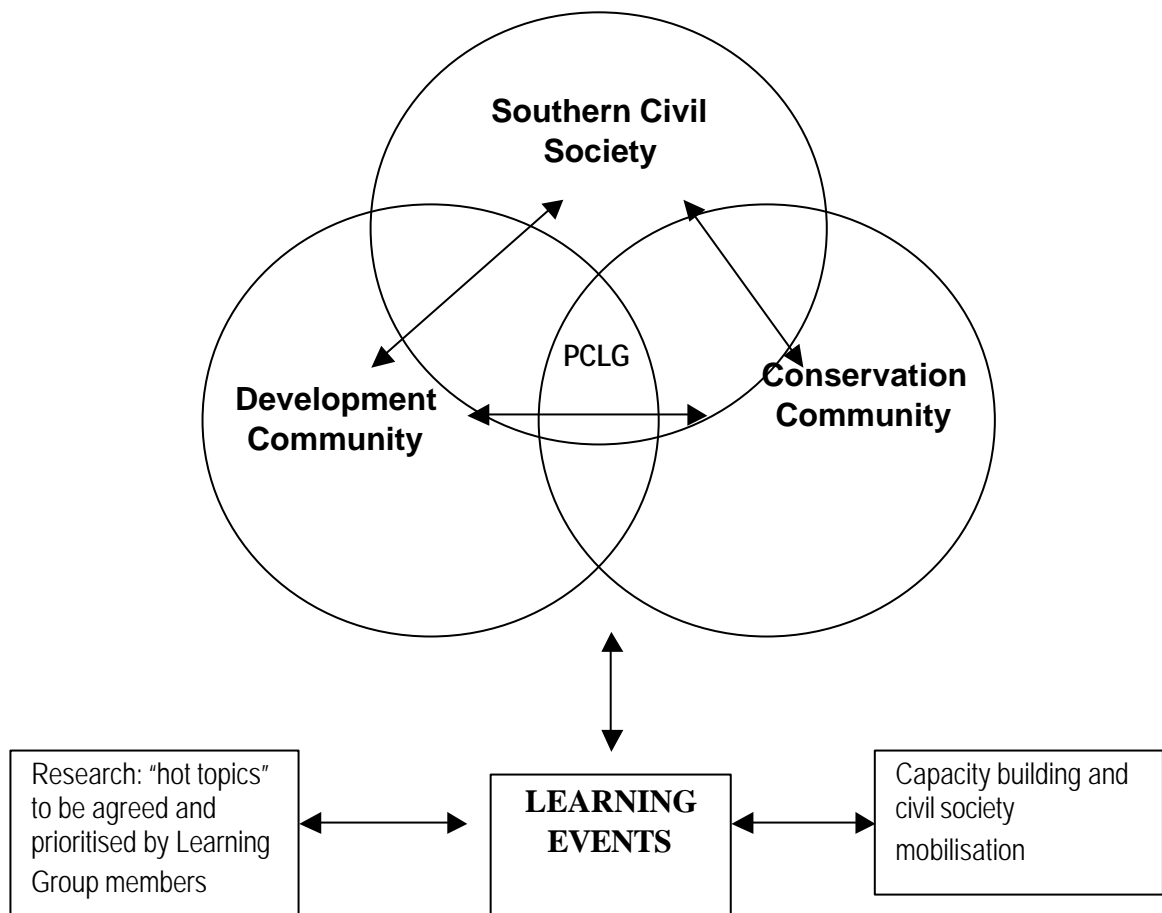 Southern Civil
Society
PCLG
Development
Community
Conservation
Community
Research: “hot topics”
to be agreed and
prioritised by Learning
Group members
LEARNING
EVENTS
Capacity building and
civil society
mobilisation